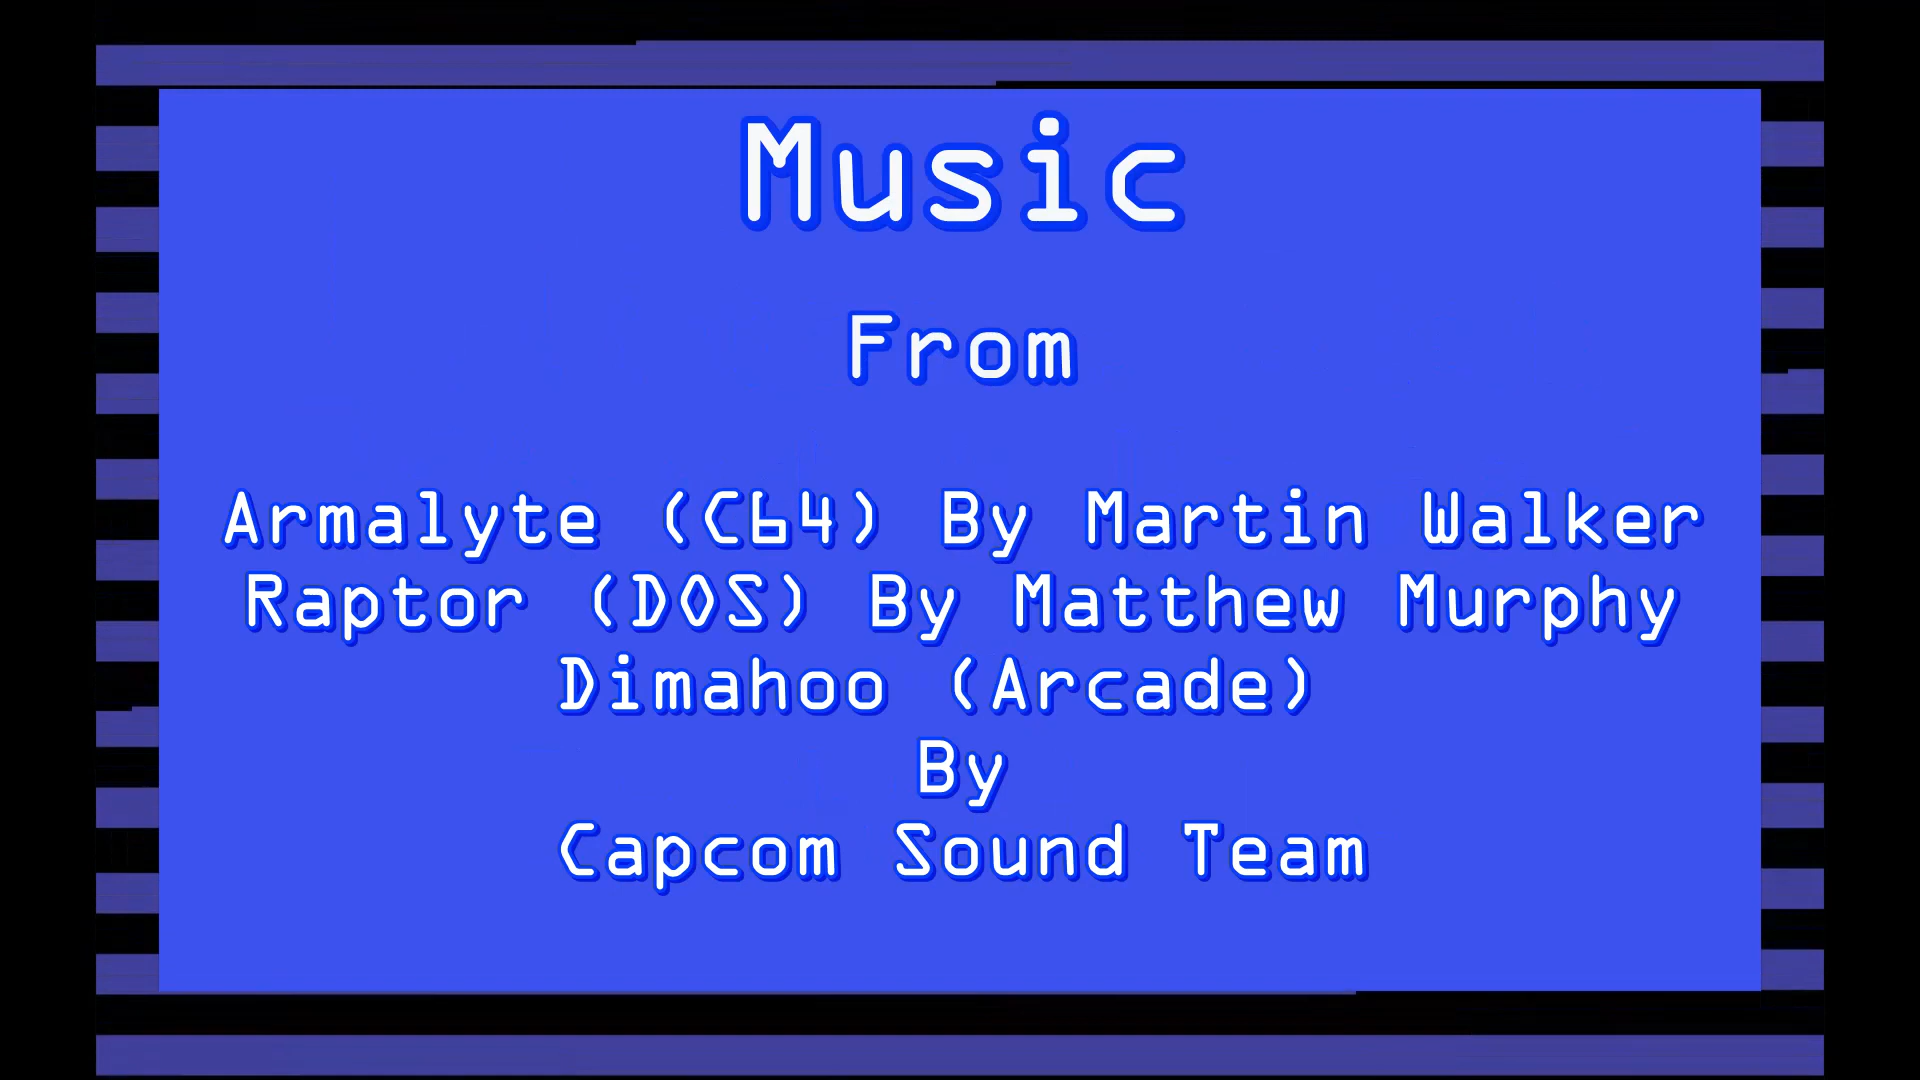 Music
From
Armalyte (C64) By Martin Walker
Raptor (DOS) By Matthew Murphy
Dimahoo (Arcade)
By
Capcom Sound Team